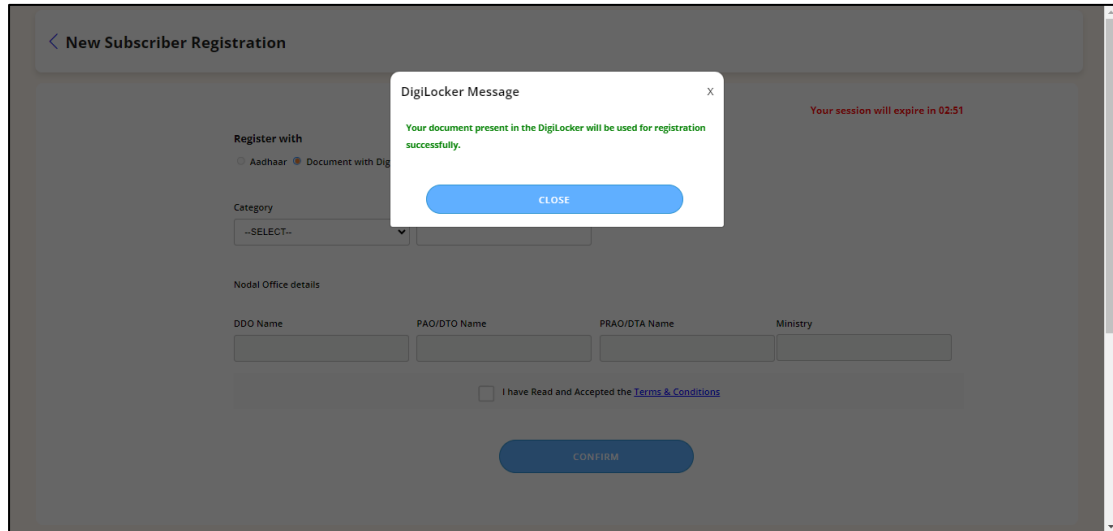 New Subscriber Registration
DigiLocker Message
X
Your session will expire in 02:51
Your document present in the DigiLocker will be used for registration
successfully.
Register with
Aadhaar Document with Dig
CLOSE
Category
--SELECT--
Nodal Office details
DDO Name PAO/DTO Name PRAO/DTA Name Ministry
I have Read and Accepted the Terms & Conditions
CONFIRM